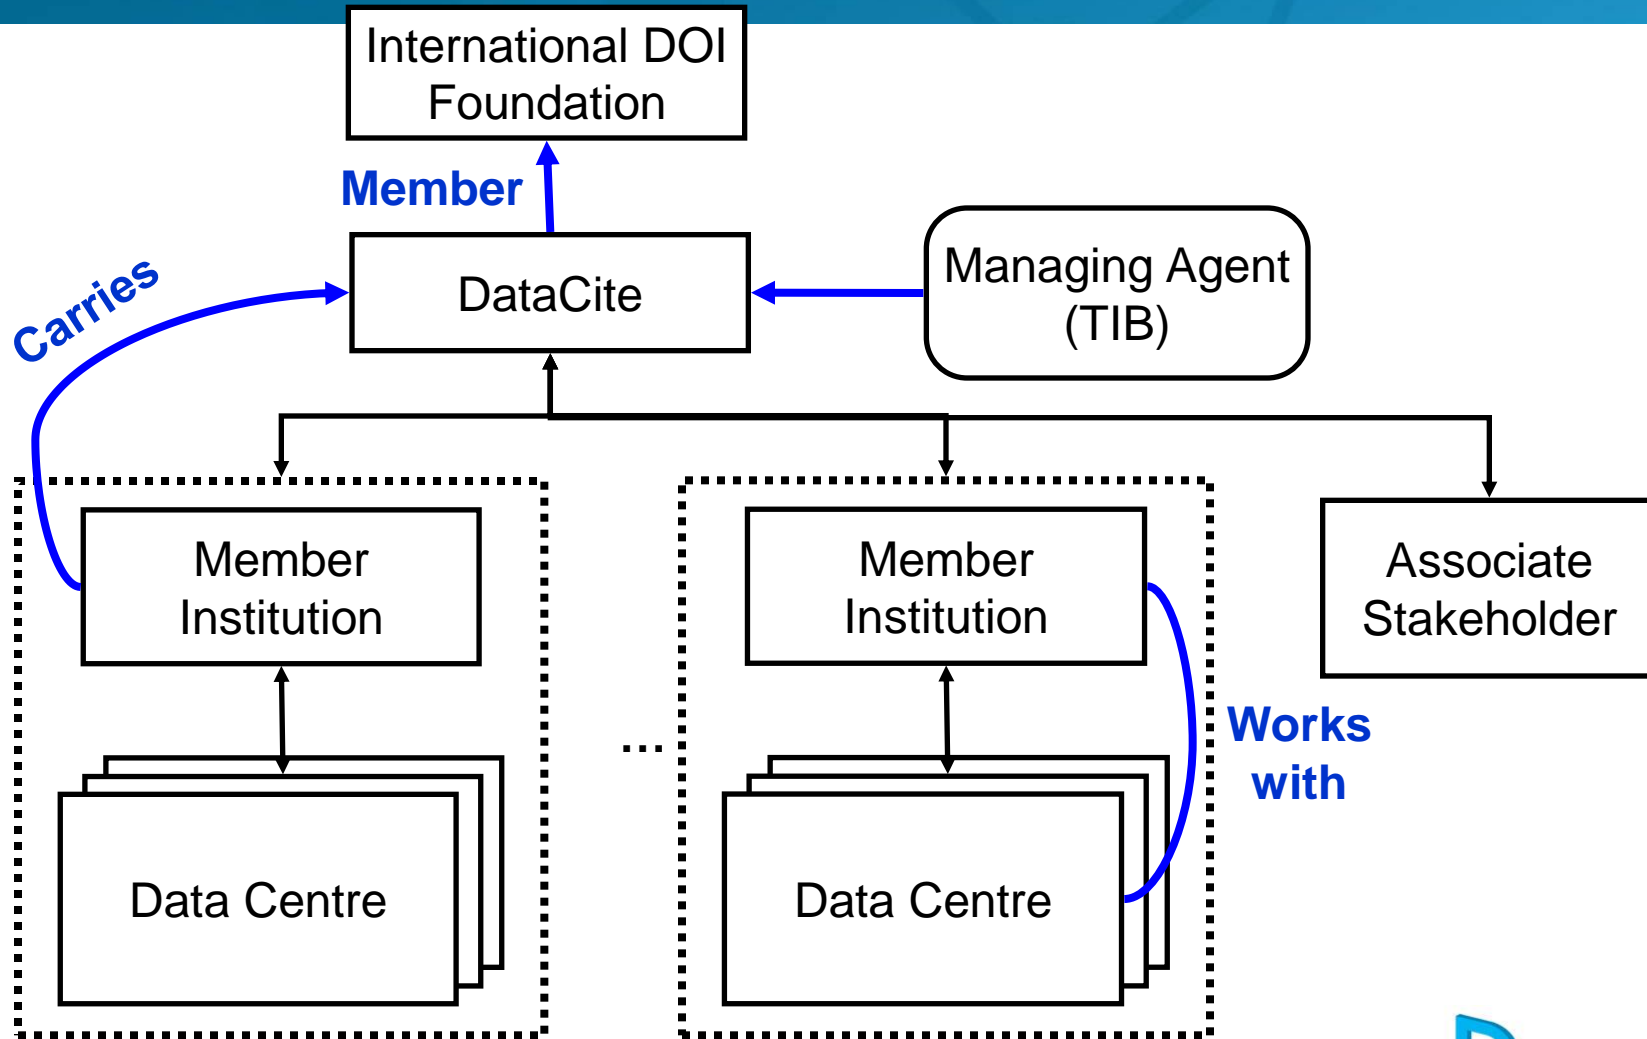 International DOI
Foundation
Member
Carries
DataCite
Managing Agent
(TIB)
Member
Institution
Member
Institution
Associate
Stakeholder
...
Works
with
Data Centre
Data Centre